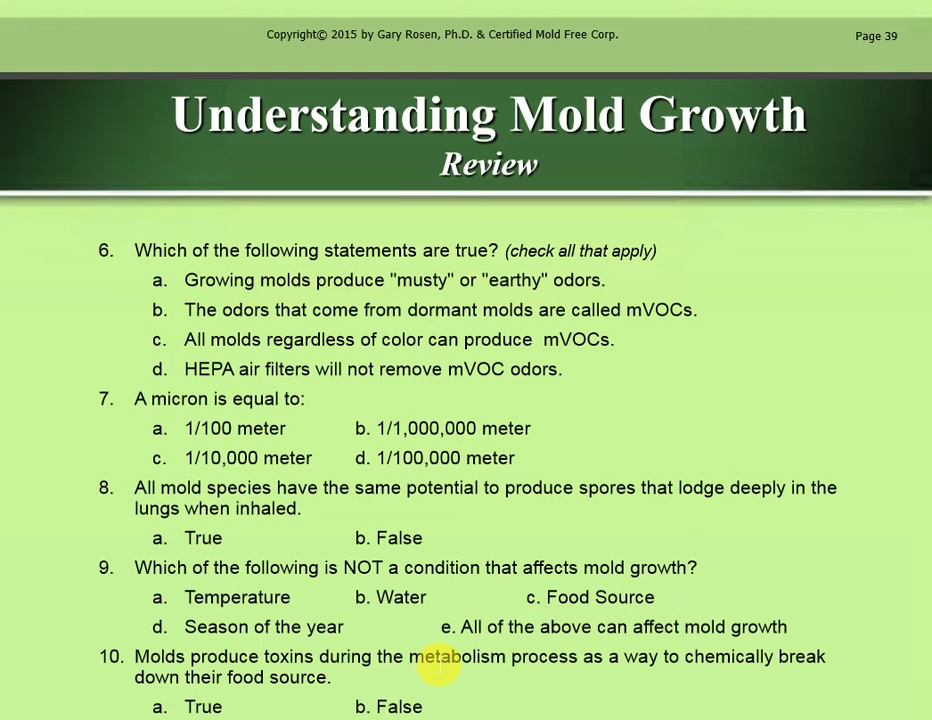 Copyright© 2015 by Gary Rosen, Ph.D. & Certified Mold Free Corp.
Page 39
Understanding Mold Growth
Review
6. Which of the following statements are true? (check all that apply)
a. Growing molds produce "musty" or "earthy" odors.
b. The odors that come from dormant molds are called mVOCs.
c. All molds regardless of color can produce mVOCs.
d. HEPA air filters will not remove mVOC odors.
7. A micron is equal to:
a. 1/100 meter b. 1/1,000,000 meter
c. 1/10,000 meter d. 1/100,000 meter
8. All mold species have the same potential to produce spores that lodge deeply in the
lungs when inhaled.
a. True b. False
9. Which of the following is NOT a condition that affects mold growth?
a. Temperature b. Water c. Food Source
d. Season of the year e. All of the above can affect mold growth
10. Molds produce toxins during the metabolism process as a way to chemically break
down their food source.
a. True b. False